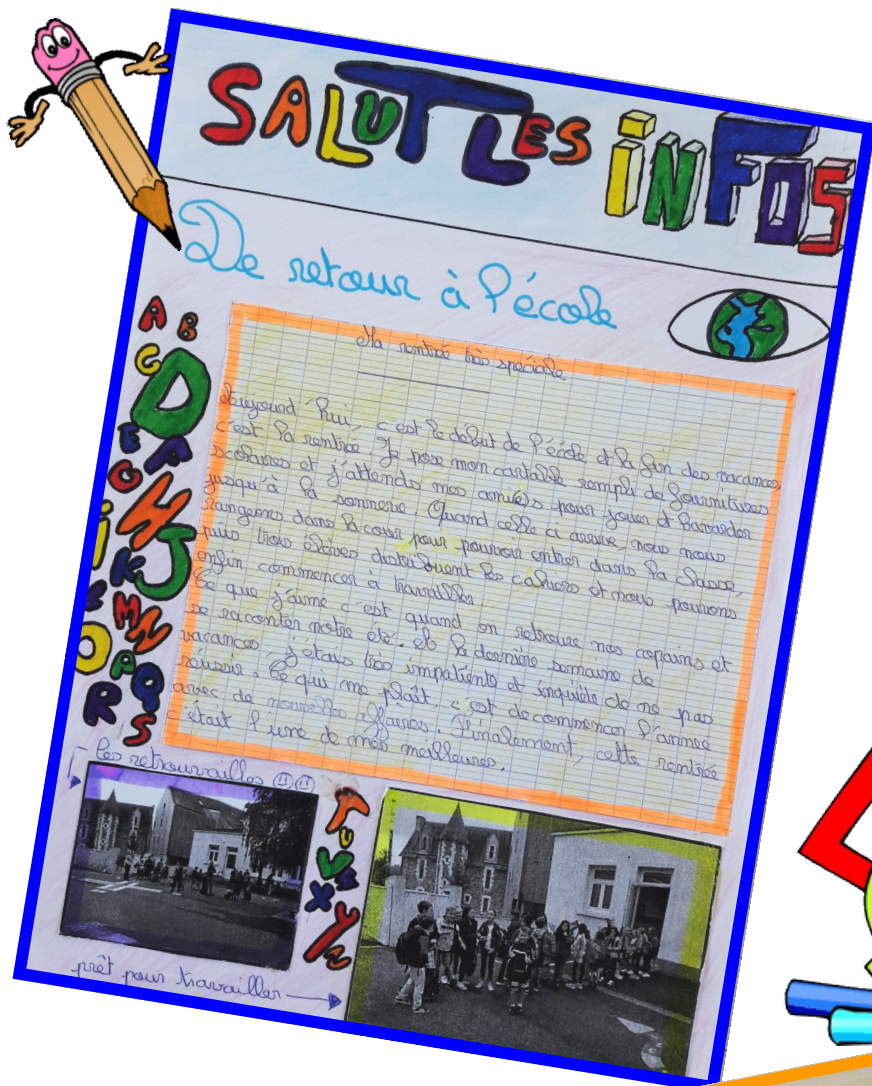 SALUT LES iNFOS
De retour à l'école
Ma rentrée très spéciale
Aujourd'hui, c'est le début de l'école et la fin des vacances,
c'est la rentrée. Je pose mon cartable rempli de fournitures
scolaires et j'attends mes ami(e)s pour jouer et bavarder
jusqu'à la sonnerie. Quand celle ci arrive, nous nous
rangeons dans la cour pour pouvoir entrer dans la classe,
puis trois élèves distribuent les cahiers et nous pouvons
enfin commencer à travailler.
Ce que j'aime c'est quand on retrouve nos copains et
se raconter notre été. et la dernière semaine de
vacances, j'étais très impatiente et inquiète de ne pas
réussir. Ce qui me plaît, c'est de commencer l'année
avec de nouvelles affaires. Finalement, cette rentrée
c'était l'une de mes meilleures.
A B
C
D
E
G
H
i J
K
L M N
O
R
S
les retrouvailles
T U
V
X Y Z
prêt pour travailler